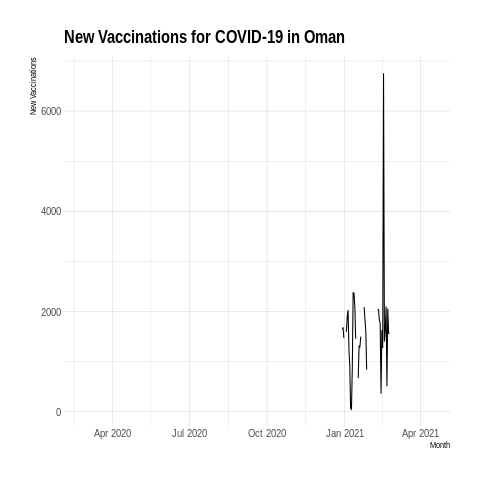 New Vaccinations for COVID-19 in Oman
New Vaccinations
6000
4000
2000
0
Apr 2020 Jul 2020 Oct 2020 Jan 2021 Apr 2021
Month